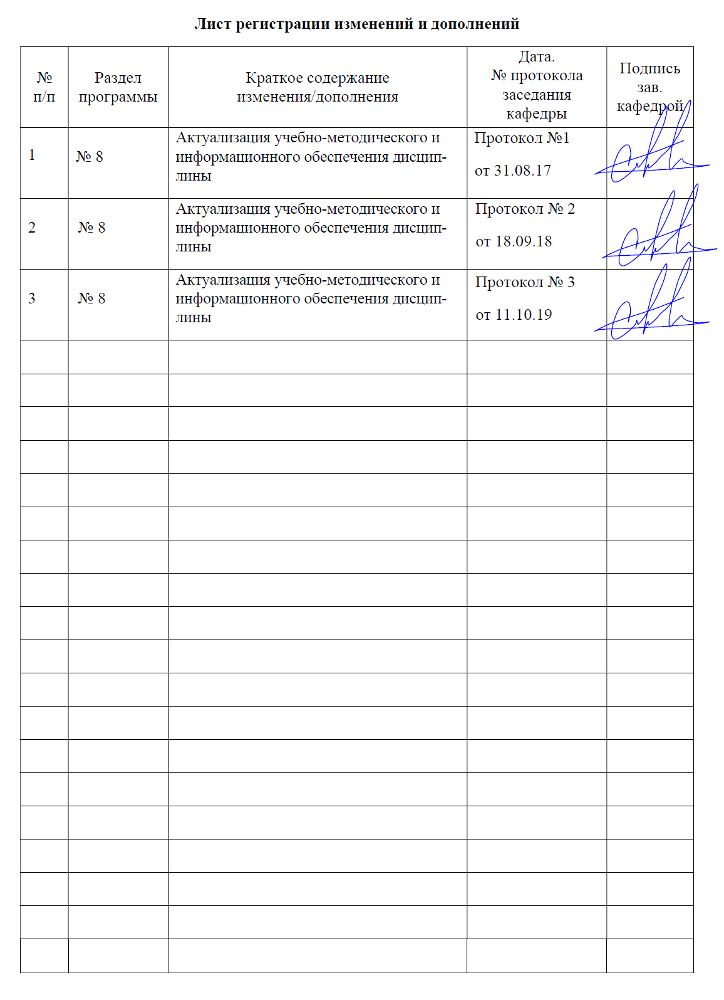 Лист регистрации изменений и дополнений
№
п/п
Раздел
программы
Краткое содержание
изменения/дополнения
Дата.
№ протокола
заседания
кафедры
Подпись
зав.
кафедрой
1
№ 8
Актуализация учебно-методического и
информационного обеспечения дисцип-
лины
Протокол №1
от 31.08.17
2
№ 8
Актуализация учебно-методического и
информационного обеспечения дисцип-
лины
Протокол № 2
от 18.09.18
3
№ 8
Актуализация учебно-методического и
информационного обеспечения дисцип-
лины
Протокол № 3
от 11.10.19